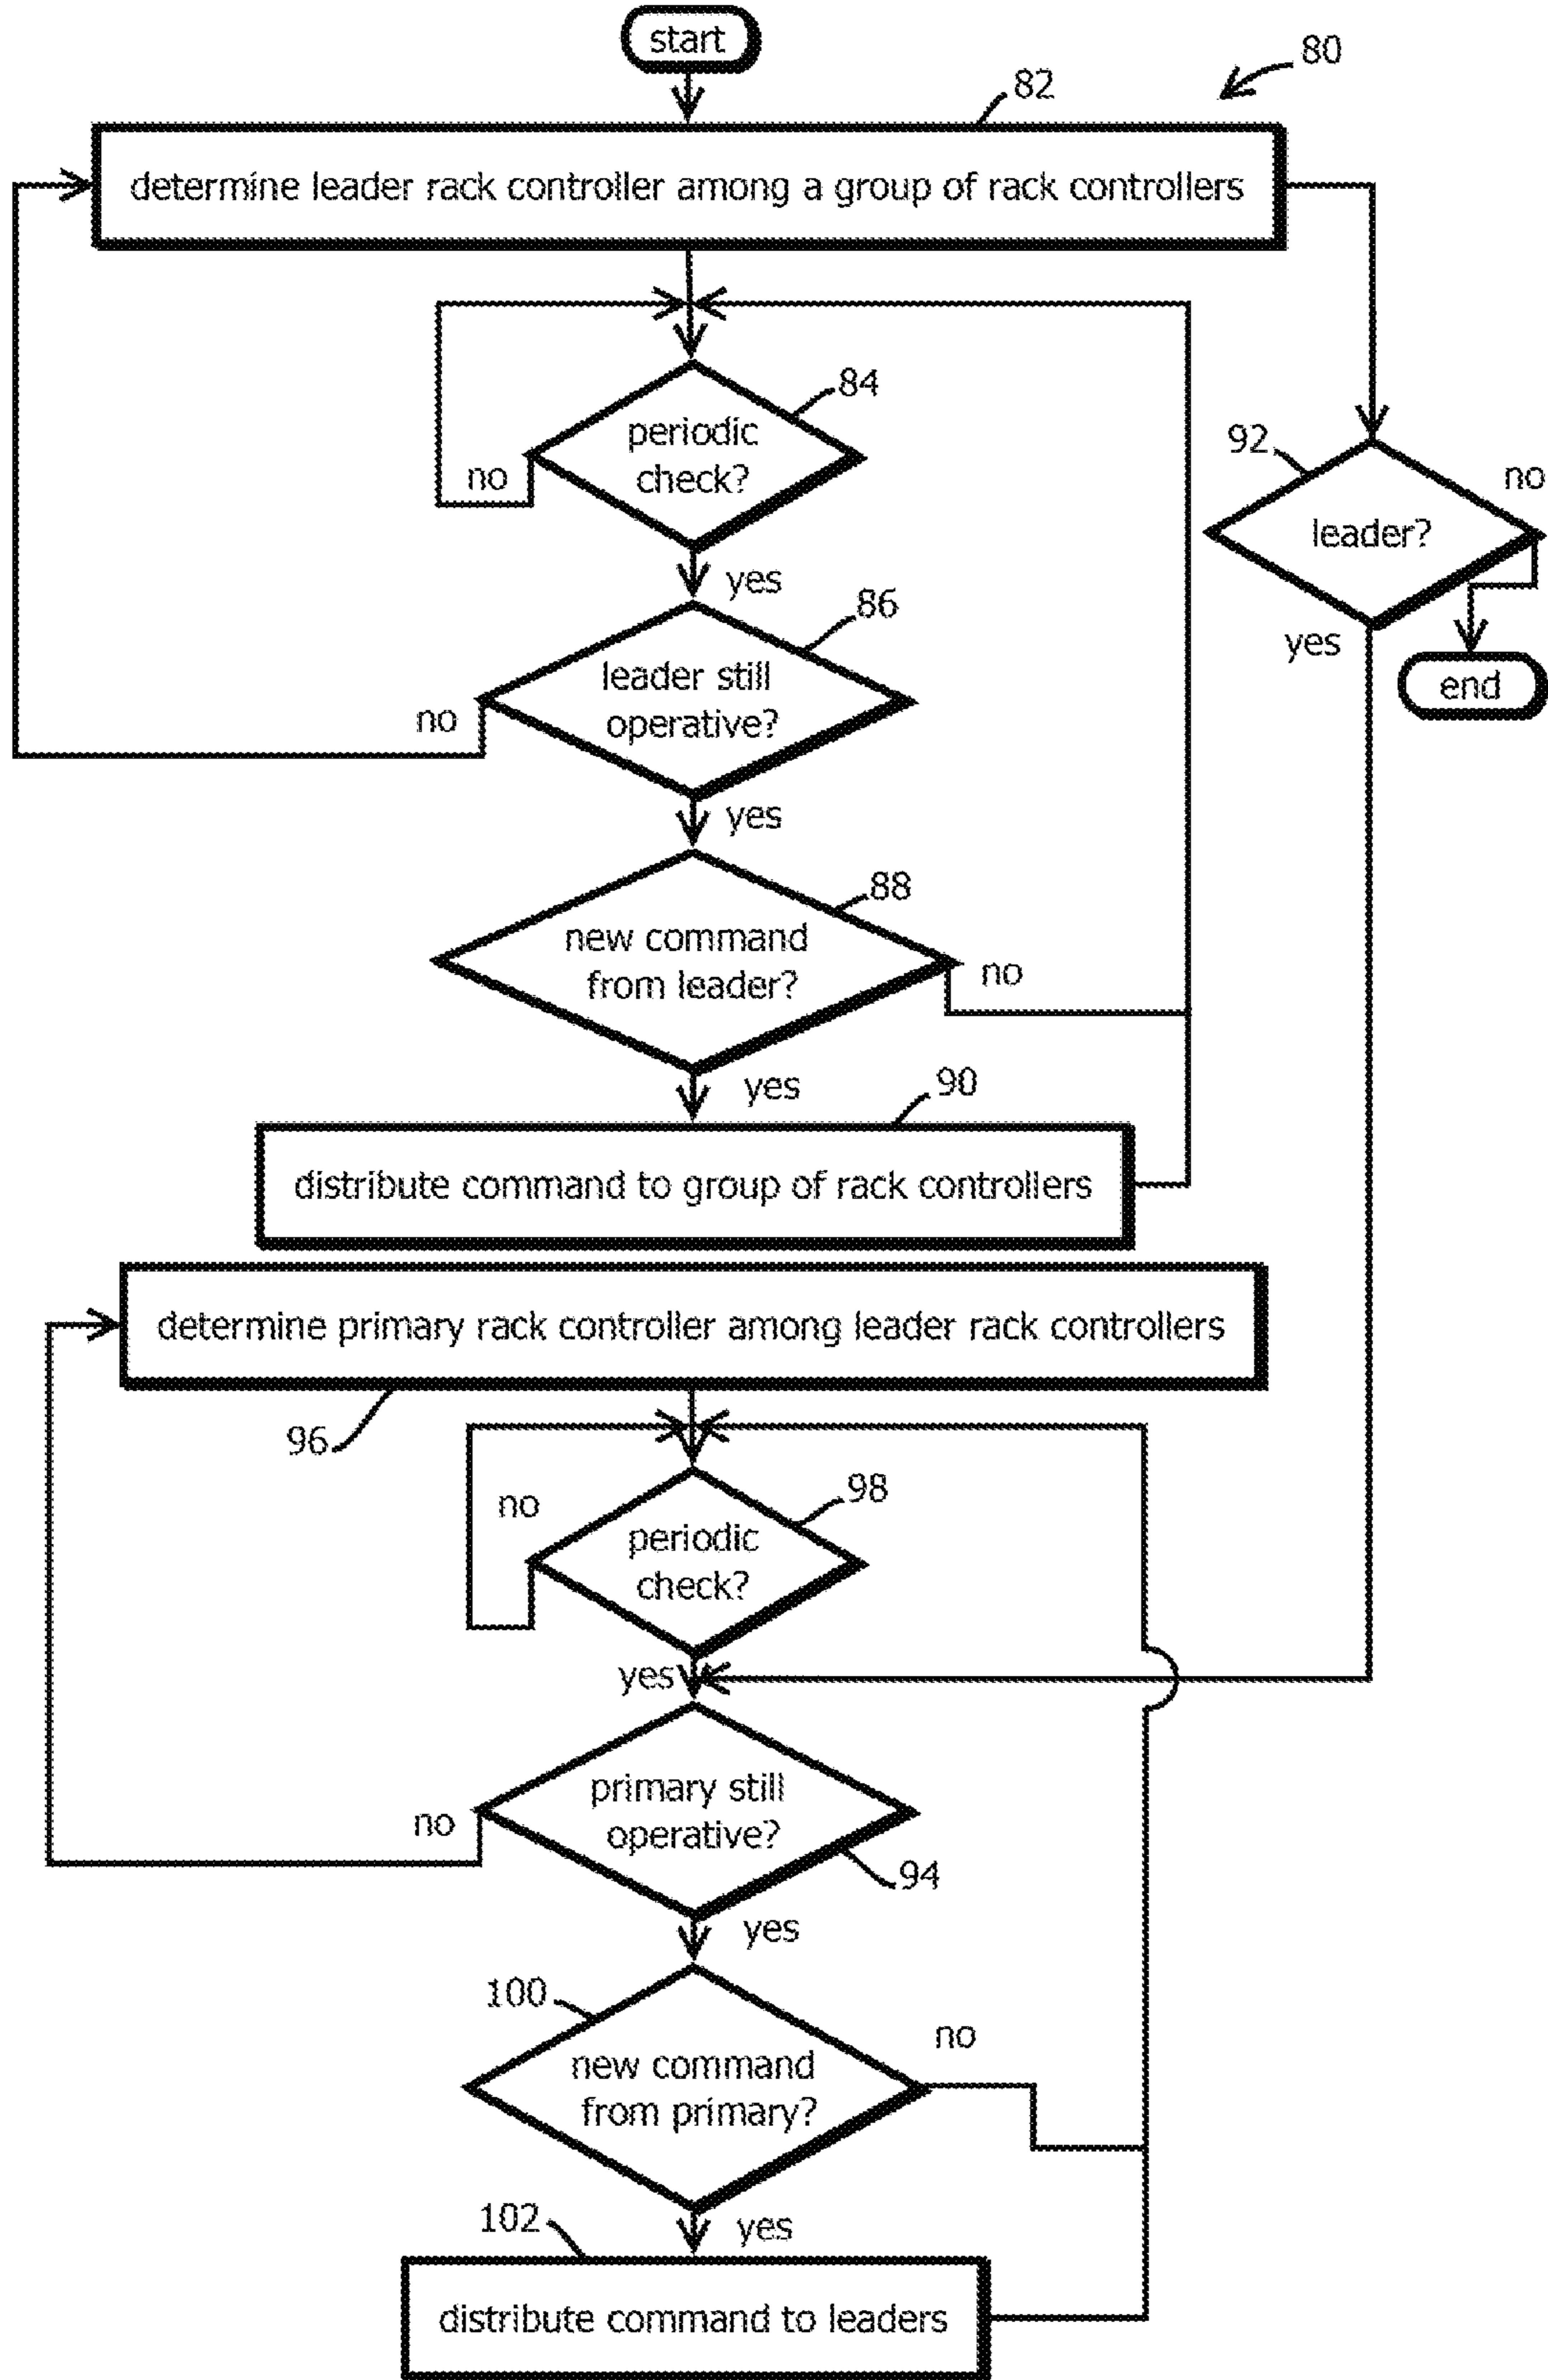 start
80
82
determine leader rack controller among a group of rack controllers
84
periodic
check?
no
92
no
leader?
yes
86
yes
end
leader still
operative?
no
yes
88
new command
from leader?
no
yes
90
distribute command to group of rack controllers
determine primary rack controller among leader rack controllers
96
no
98
periodic
check?
yes
primary still
operative?
no
94
yes
100
no
new command
from primary?
102
yes
distribute command to leaders